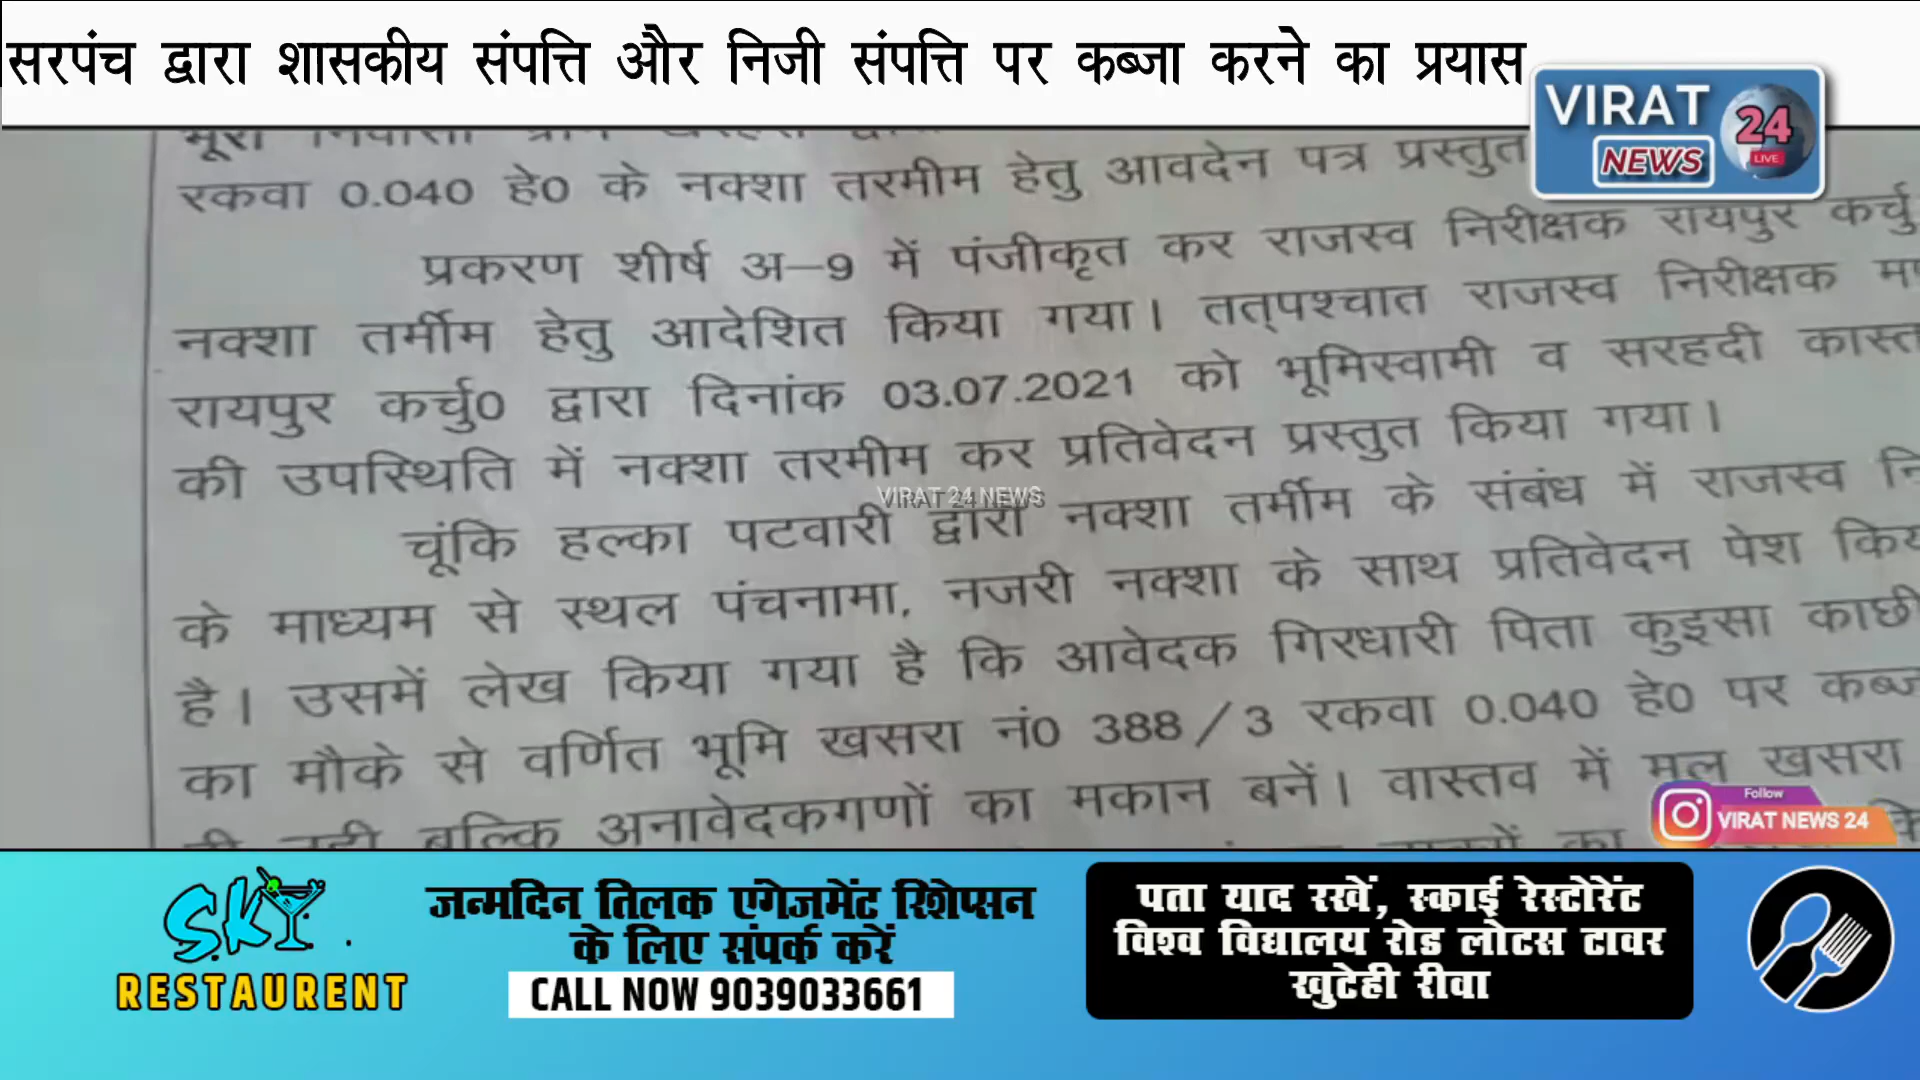 सरपंच द्वारा शासकीय संपत्ति और निजी संपत्ति पर कब्जा करने का प्रयास
VIRAT
24
LIVE
NEWS
रकवा 0.040 हे0 के नक्शा तरमीम हेतु आवदेन पत्र प्रस्तुत
प्रकरण शीर्ष अ–9 में पंजीकृत कर राजस्व निरीक्षक रायपुर कर्चु
नक्शा तर्मीम हेतु आदेशित किया गया। तत्पश्चात राजस्व निरीक्षक
रायपुर कर्चु0 द्वारा दिनांक 03.07.2021 को भूमिस्वामी व सरहदी कास्त
की उपस्थिति में नक्शा तरमीम कर प्रतिवेदन प्रस्तुत किया गया।
VIRAT 24 NEWS
चूंकि हल्का पटवारी द्वारा नक्शा तर्मीम के संबंध में राजस्व
के माध्यम से स्थल पंचनामा, नजरी नक्शा के साथ प्रतिवेदन पेश
है। उसमें लेख किया गया है कि आवेदक गिरधारी पिता कुइसा काछी
का मौके से वर्णित भूमि खसरा नं0 388/3 रकवा 0.040 हे0 पर
बल्कि अनावेदकगणों का मकान बनें। वास्तव में मूल खसरा
Follow
VIRAT NEWS 24
SKY
RESTAURENT
जन्मदिन तिलक एंगेजमेंट रिशेप्सन
के लिए संपर्क करें
CALL NOW 9039033661
पता याद रखें, स्काई रेस्टोरेंट
विश्व विद्यालय रोड लोटस टावर
खुटेही रीवा